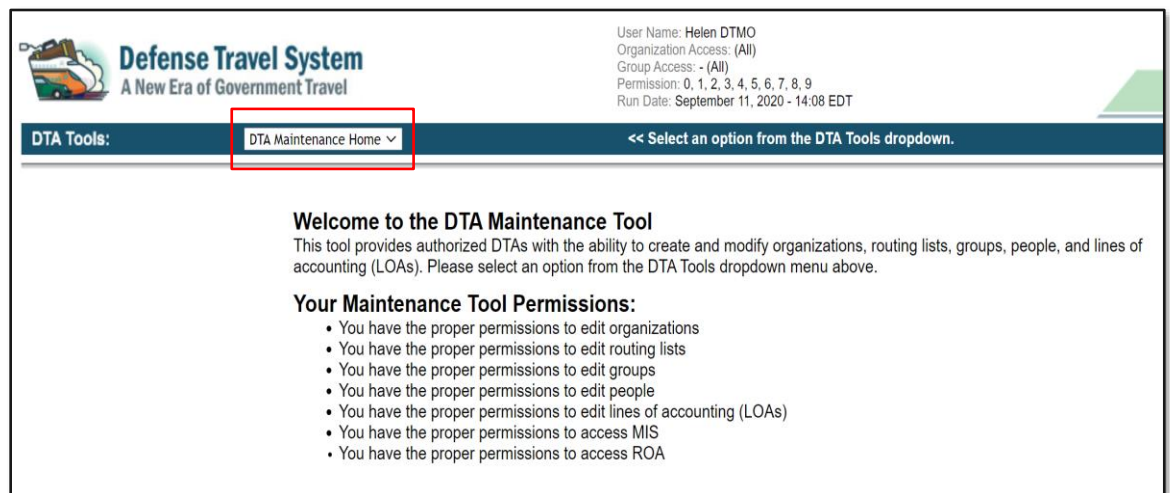 Defense Travel System
A New Era of Government Travel
User Name: Helen DTMO
Organization Access: (All)
Group Access: - (All)
Permission: 0, 1, 2, 3, 4, 5, 6, 7, 8, 9
Run Date: September 11, 2020 - 14:08 EDT
DTA Tools:
DTA Maintenance Home
<< Select an option from the DTA Tools dropdown.
Welcome to the DTA Maintenance Tool
This tool provides authorized DTAs with the ability to create and modify organizations, routing lists, groups, people, and lines of
accounting (LOAs). Please select an option from the DTA Tools dropdown menu above.
Your Maintenance Tool Permissions:
• You have the proper permissions to edit organizations
• You have the proper permissions to edit routing lists
• You have the proper permissions to edit groups
• You have the proper permissions to edit people
• You have the proper permissions to edit lines of accounting (LOAs)
• You have the proper permissions to access MIS
• You have the proper permissions to access ROA